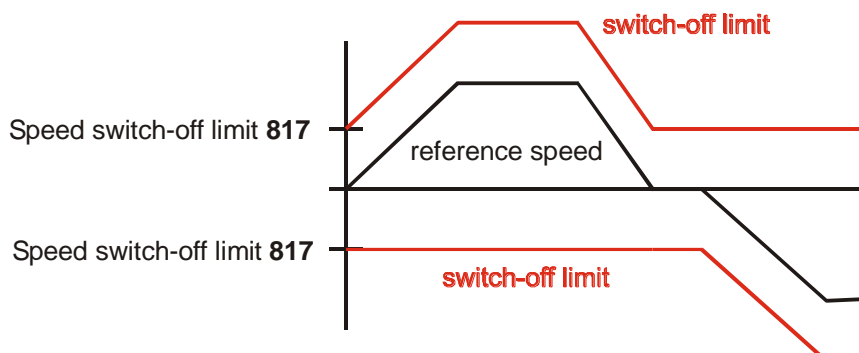 switch-off limit
Speed switch-off limit 817
reference speed
Speed switch-off limit 817
switch-off limit